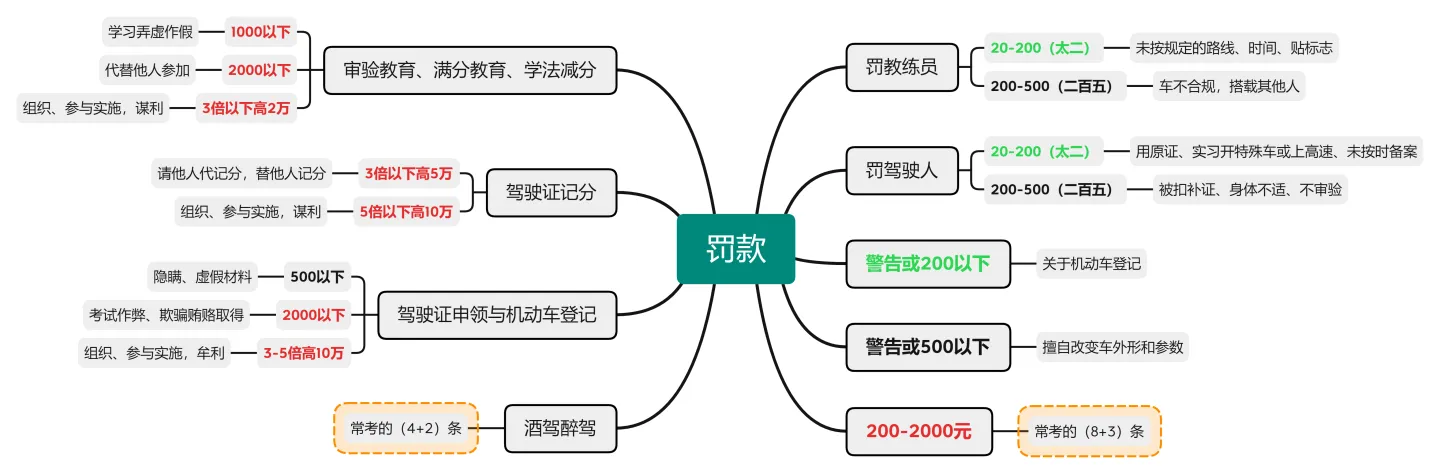 罚款
审验教育、满分教育、学法减分
1000以下
学习弄虚作假
2000以下
代替他人参加
3倍以下高2万
组织、参与实施，谋利
驾驶证记分
3倍以下高5万
请他人代记分，替他人记分
5倍以下高10万
组织、参与实施，谋利
驾驶证申领与机动车登记
500以下
隐瞒、虚假材料
2000以下
考试作弊、欺骗贿赂取得
3-5倍高10万
组织、参与实施，牟利
酒驾醉驾
常考的（4+2）条
罚教练员
20-200（太二）
未按规定的路线、时间、贴标志
200-500（二百五）
车不合规，搭载其他人
罚驾驶人
20-200（太二）
用原证、实习开特殊车或上高速、未按时备案
200-500（二百五）
被扣补证、身体不适、不审验
警告或200以下
关于机动车登记
警告或500以下
擅自改变车外形和参数
200-2000元
常考的（8+3）条